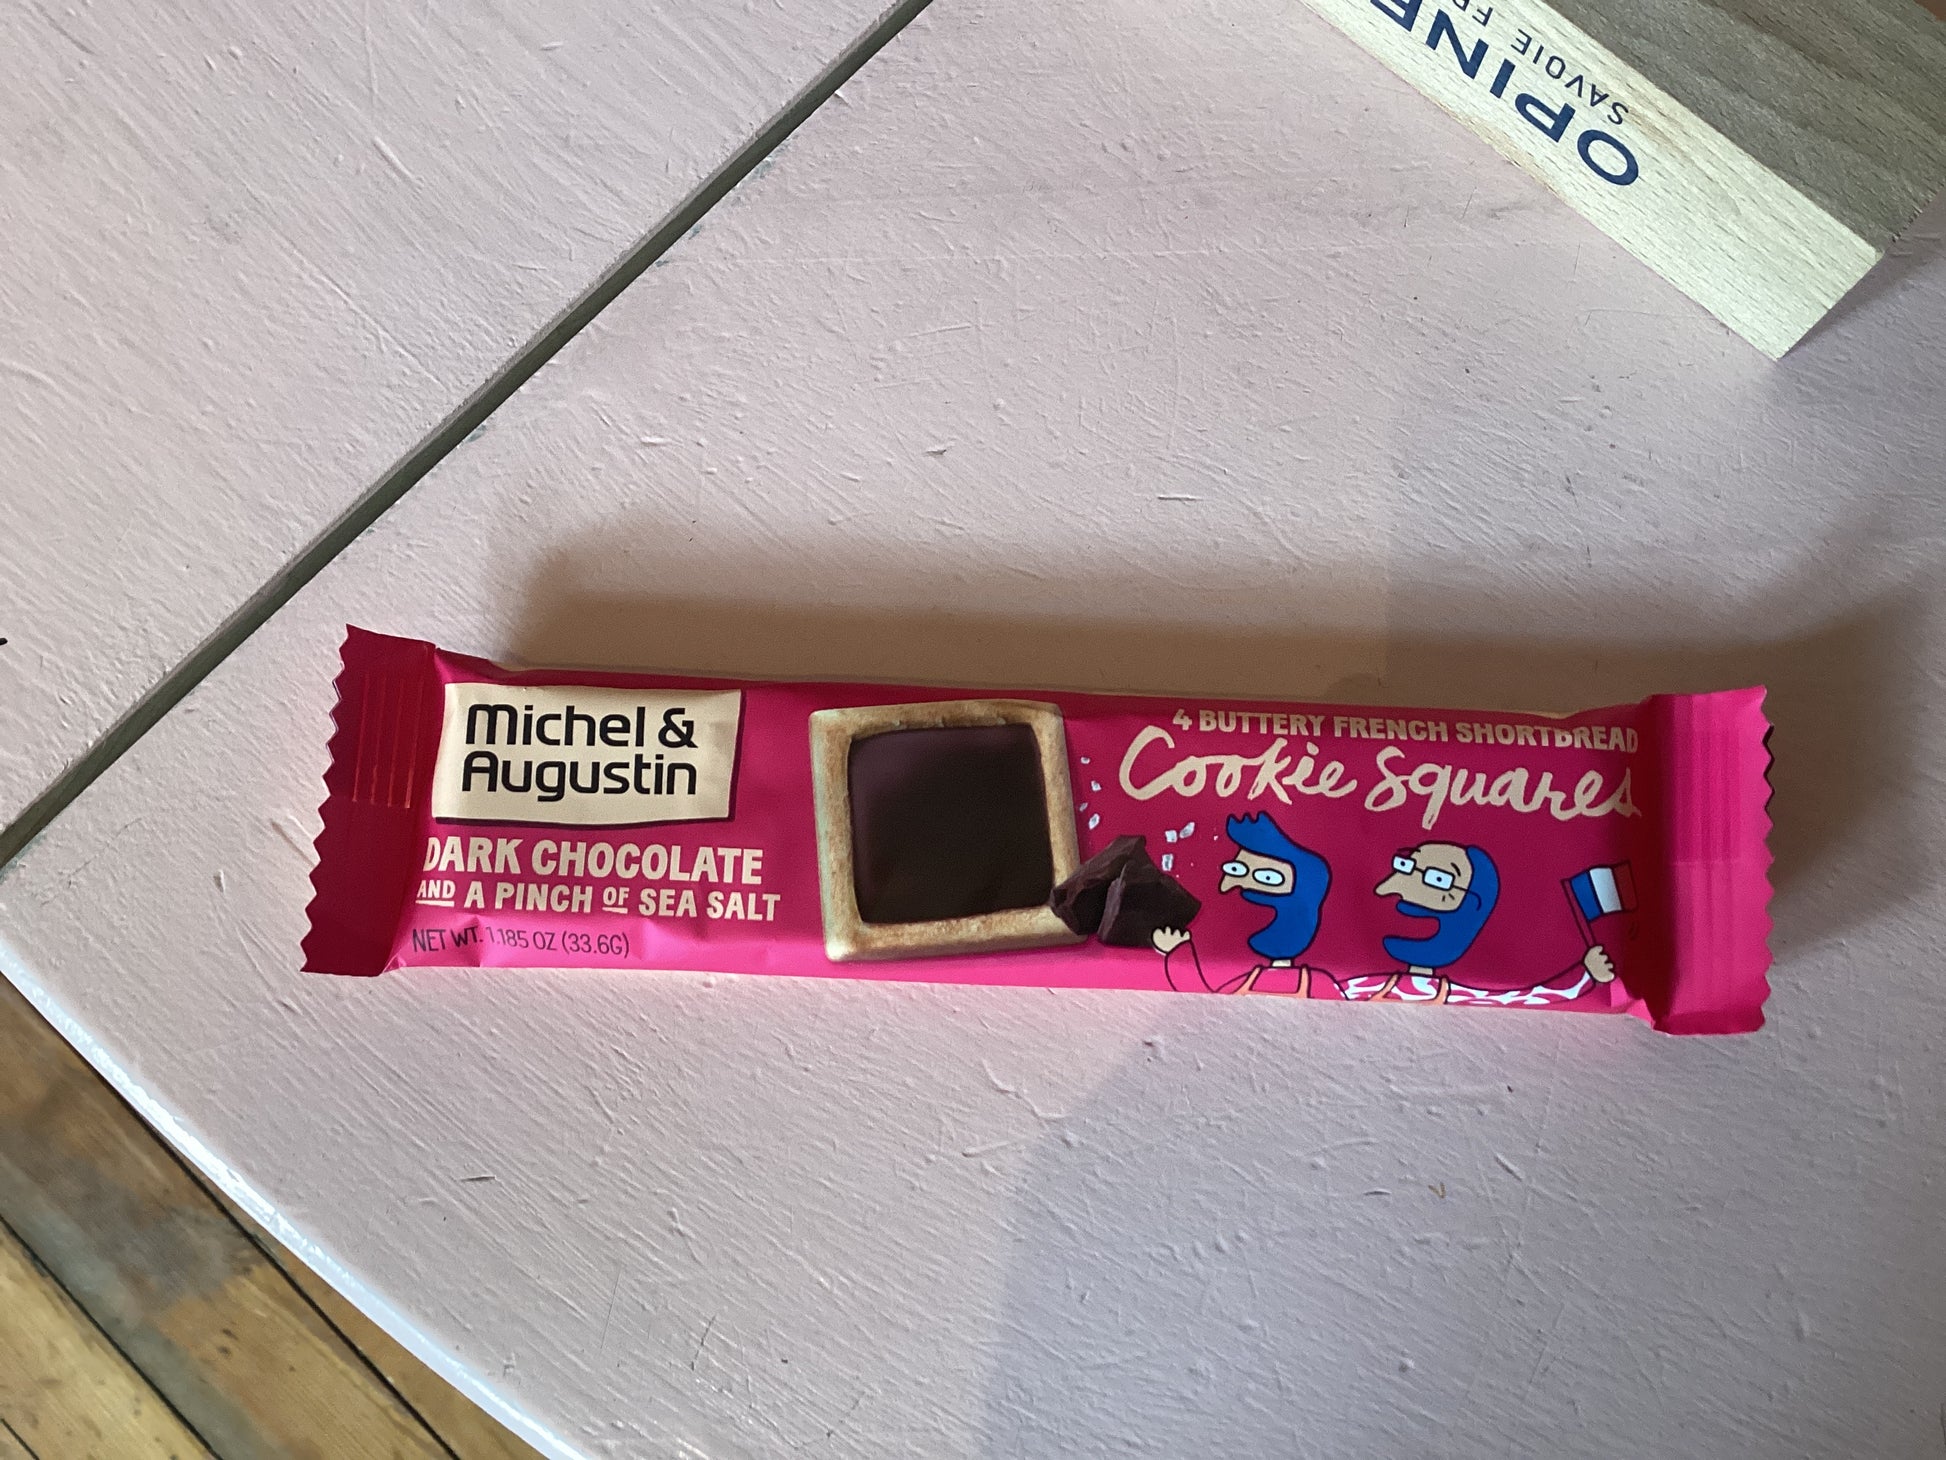 OPINE
SAVOIE FR
Michel &
Augustin
DARK CHOCOLATE
AND A PINCH OF SEA SALT
NET WT. 1.185 OZ (33.6G)
4 BUTTERY FRENCH SHORTBREAD
Cookie Squares